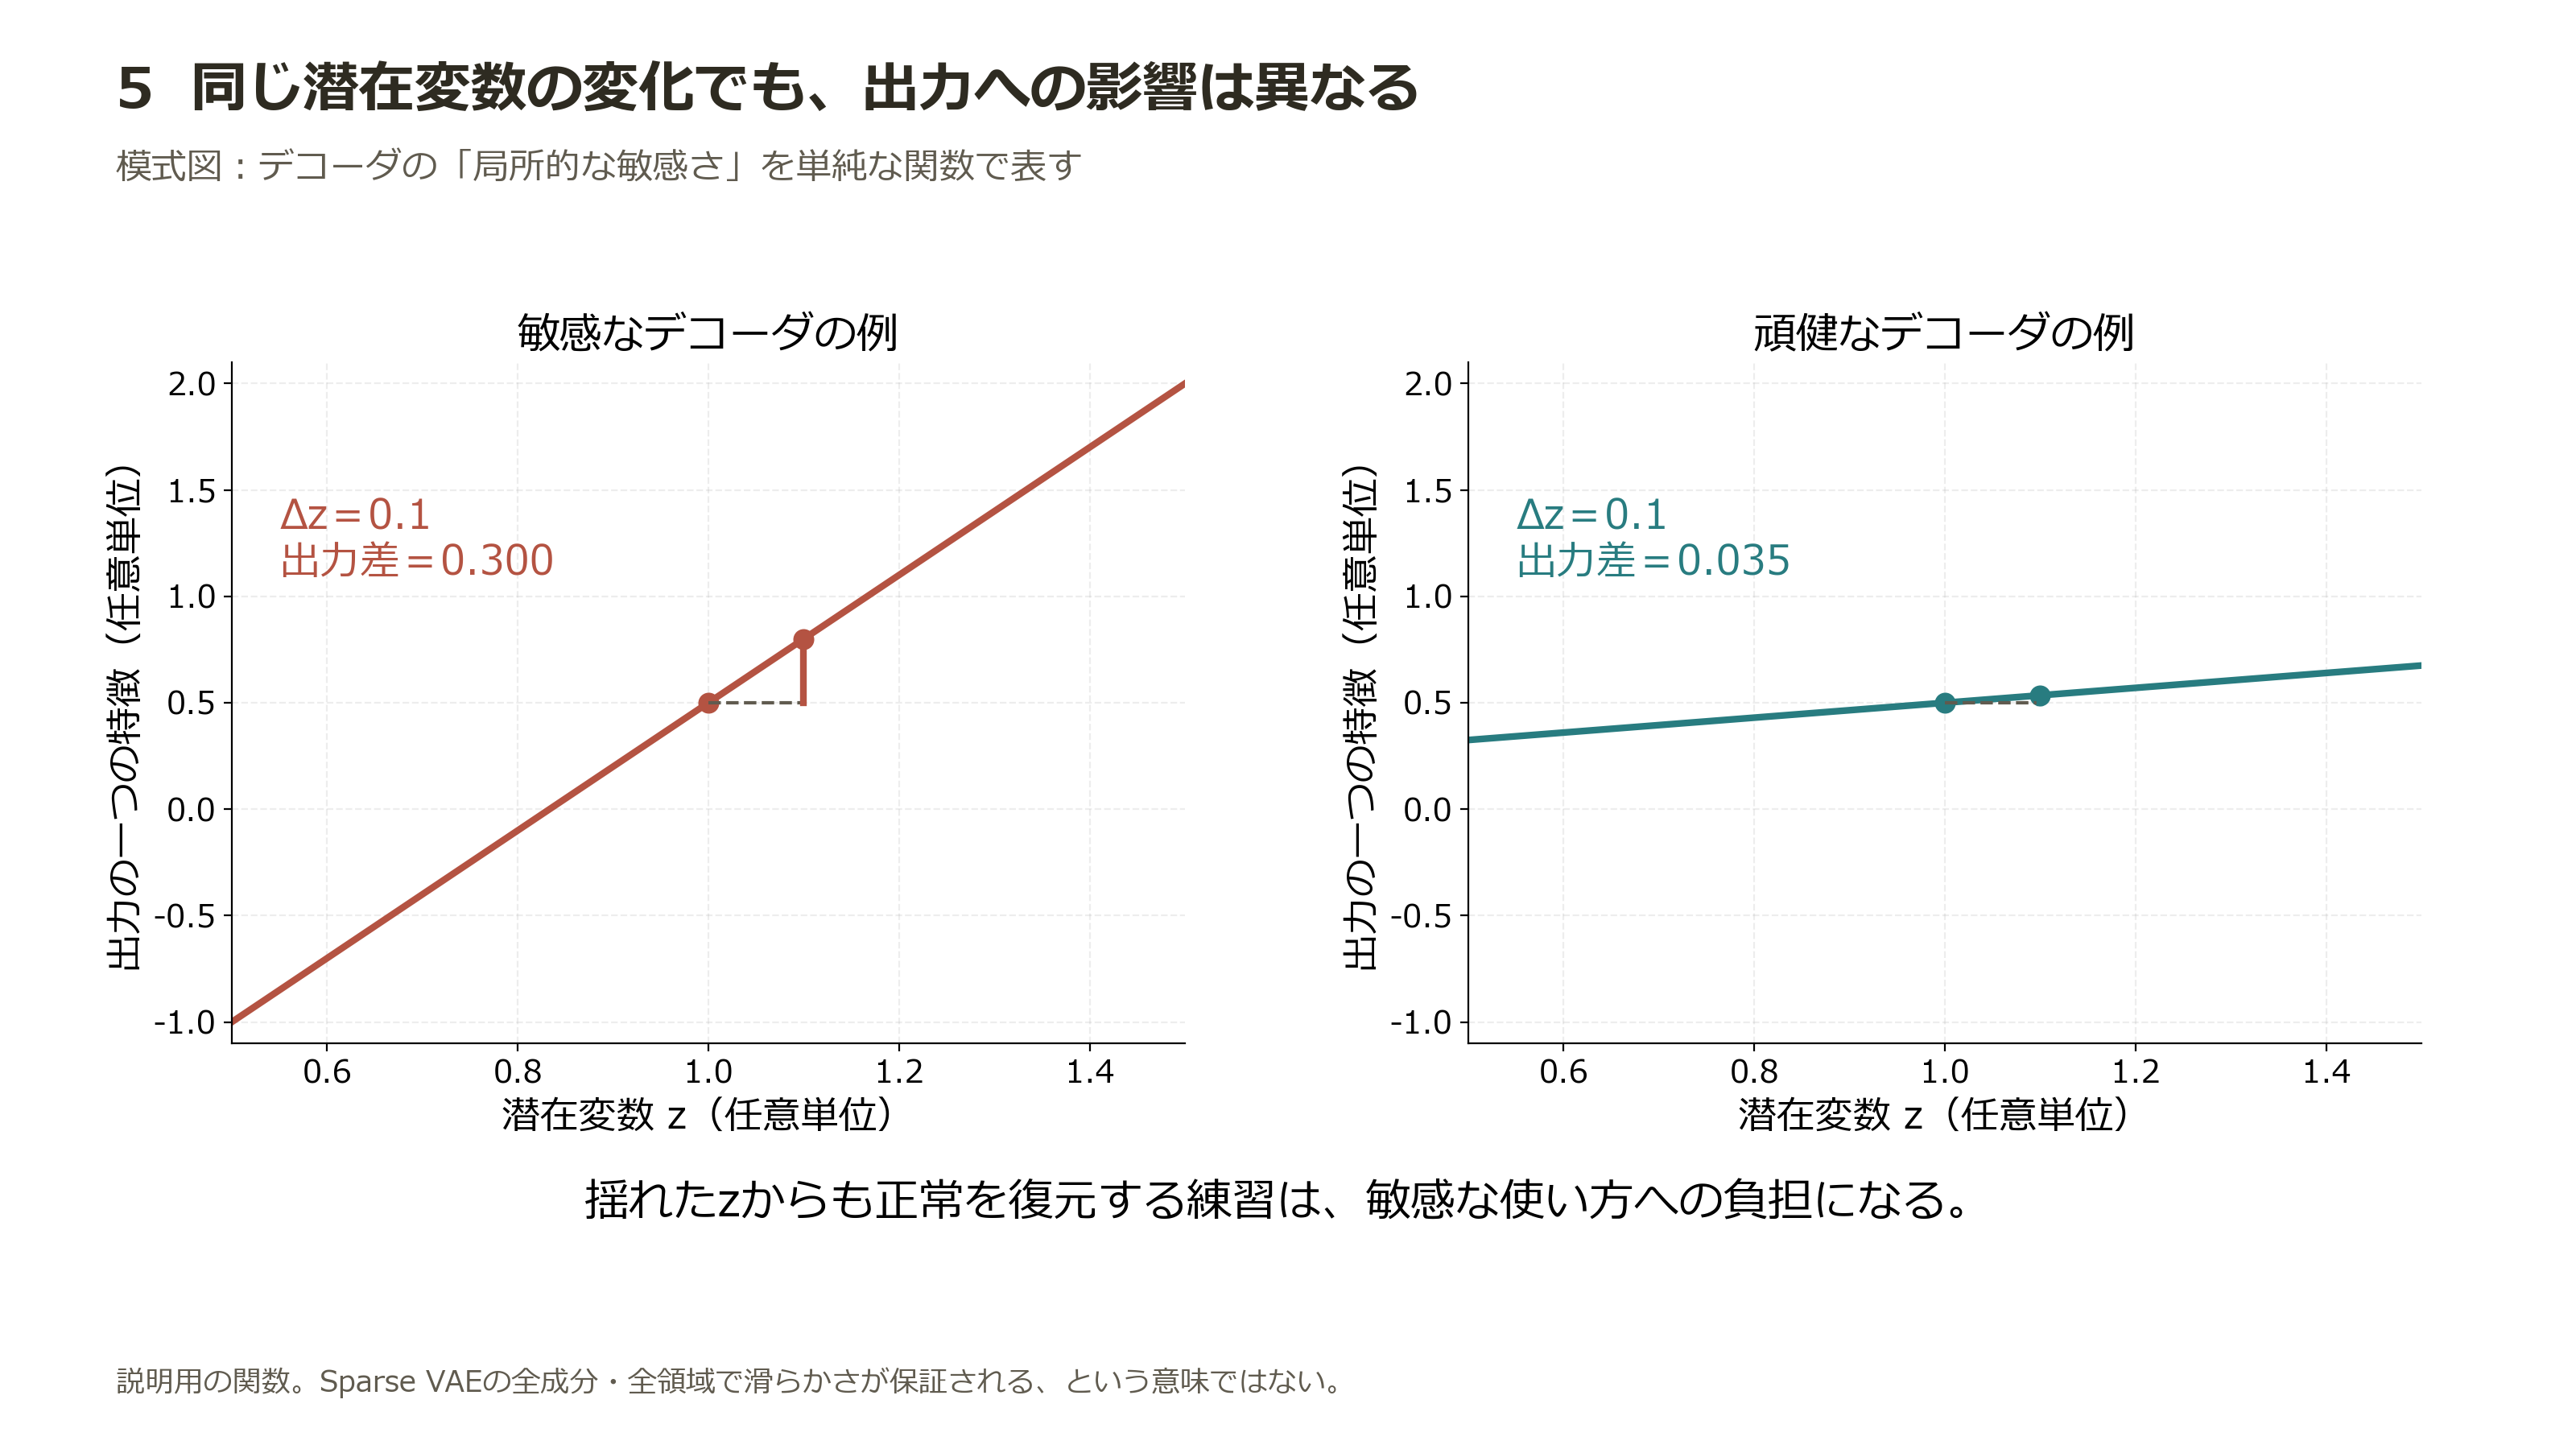 5 同じ潜在変数の変化でも、出力への影響は異なる
模式図：デコーダの「局所的な敏感さ」を単純な関数で表す
敏感なデコーダの例
出力の一つの特徴（任意単位）
2.0
1.5
1.0
0.5
0.0
-0.5
-1.0
Δz＝0.1
出力差＝0.300
0.6 0.8 1.0 1.2 1.4
潜在変数 z（任意単位）
頑健なデコーダの例
出力の一つの特徴（任意単位）
2.0
1.5
1.0
0.5
0.0
-0.5
-1.0
Δz＝0.1
出力差＝0.035
0.6 0.8 1.0 1.2 1.4
潜在変数 z（任意単位）
揺れたzからも正常を復元する練習は、敏感な使い方への負担になる。
説明用の関数。Sparse VAEの全成分・全領域で滑らかさが保証される、という意味ではない。